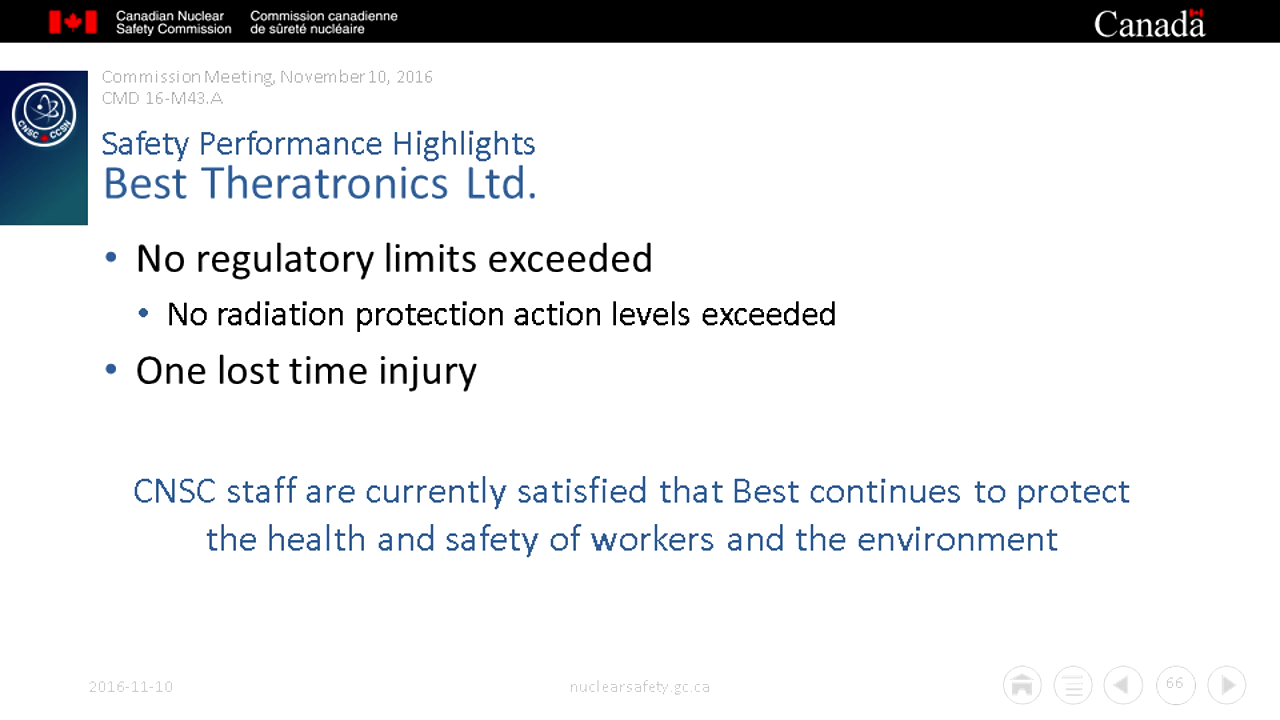 Canadian Nuclear Safety Commission
Commission canadienne de sûreté nucléaire
Canada
Commission Meeting, November 10, 2016
CMD 16-M43.A
CNSC CCSN
Safety Performance Highlights
Best Theratronics Ltd.
• No regulatory limits exceeded
• No radiation protection action levels exceeded
• One lost time injury
CNSC staff are currently satisfied that Best continues to protect
the health and safety of workers and the environment
2016-11-10
nuclearsafety.gc.ca
66